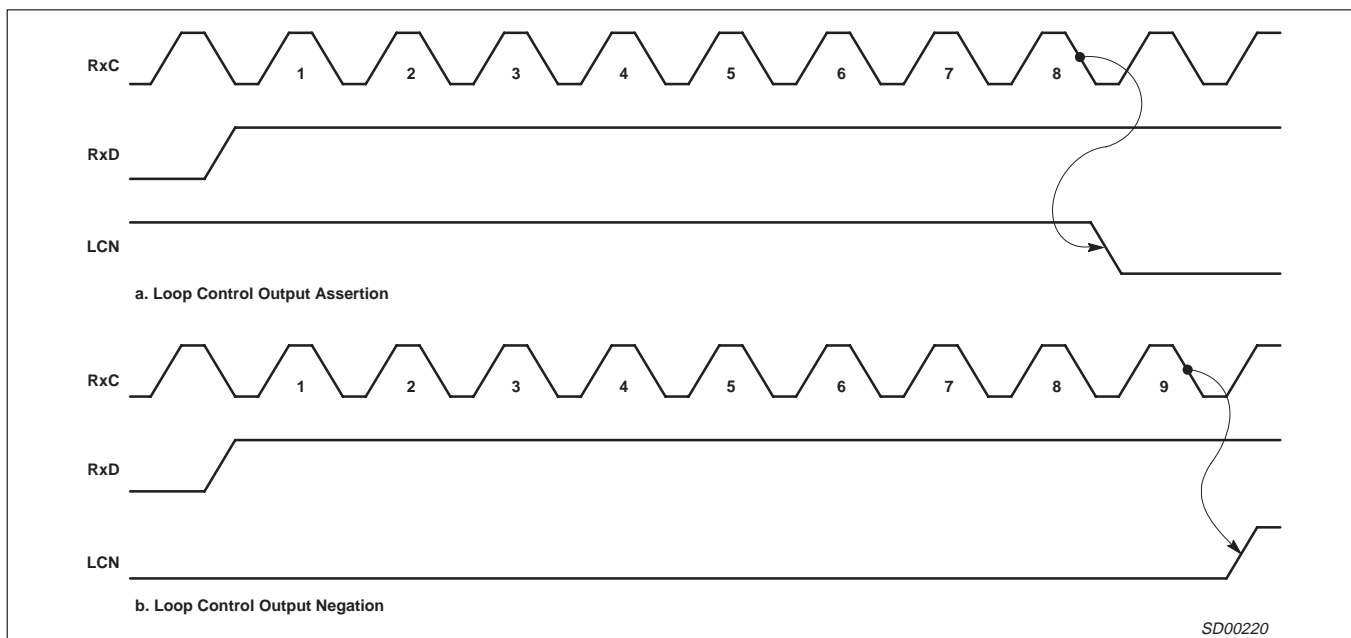 RxC
1 2 3 4 5 6 7 8
RxD
LCN
a. Loop Control Output Assertion
RxC
1 2 3 4 5 6 7 8 9
RxD
LCN
b. Loop Control Output Negation
SD00220